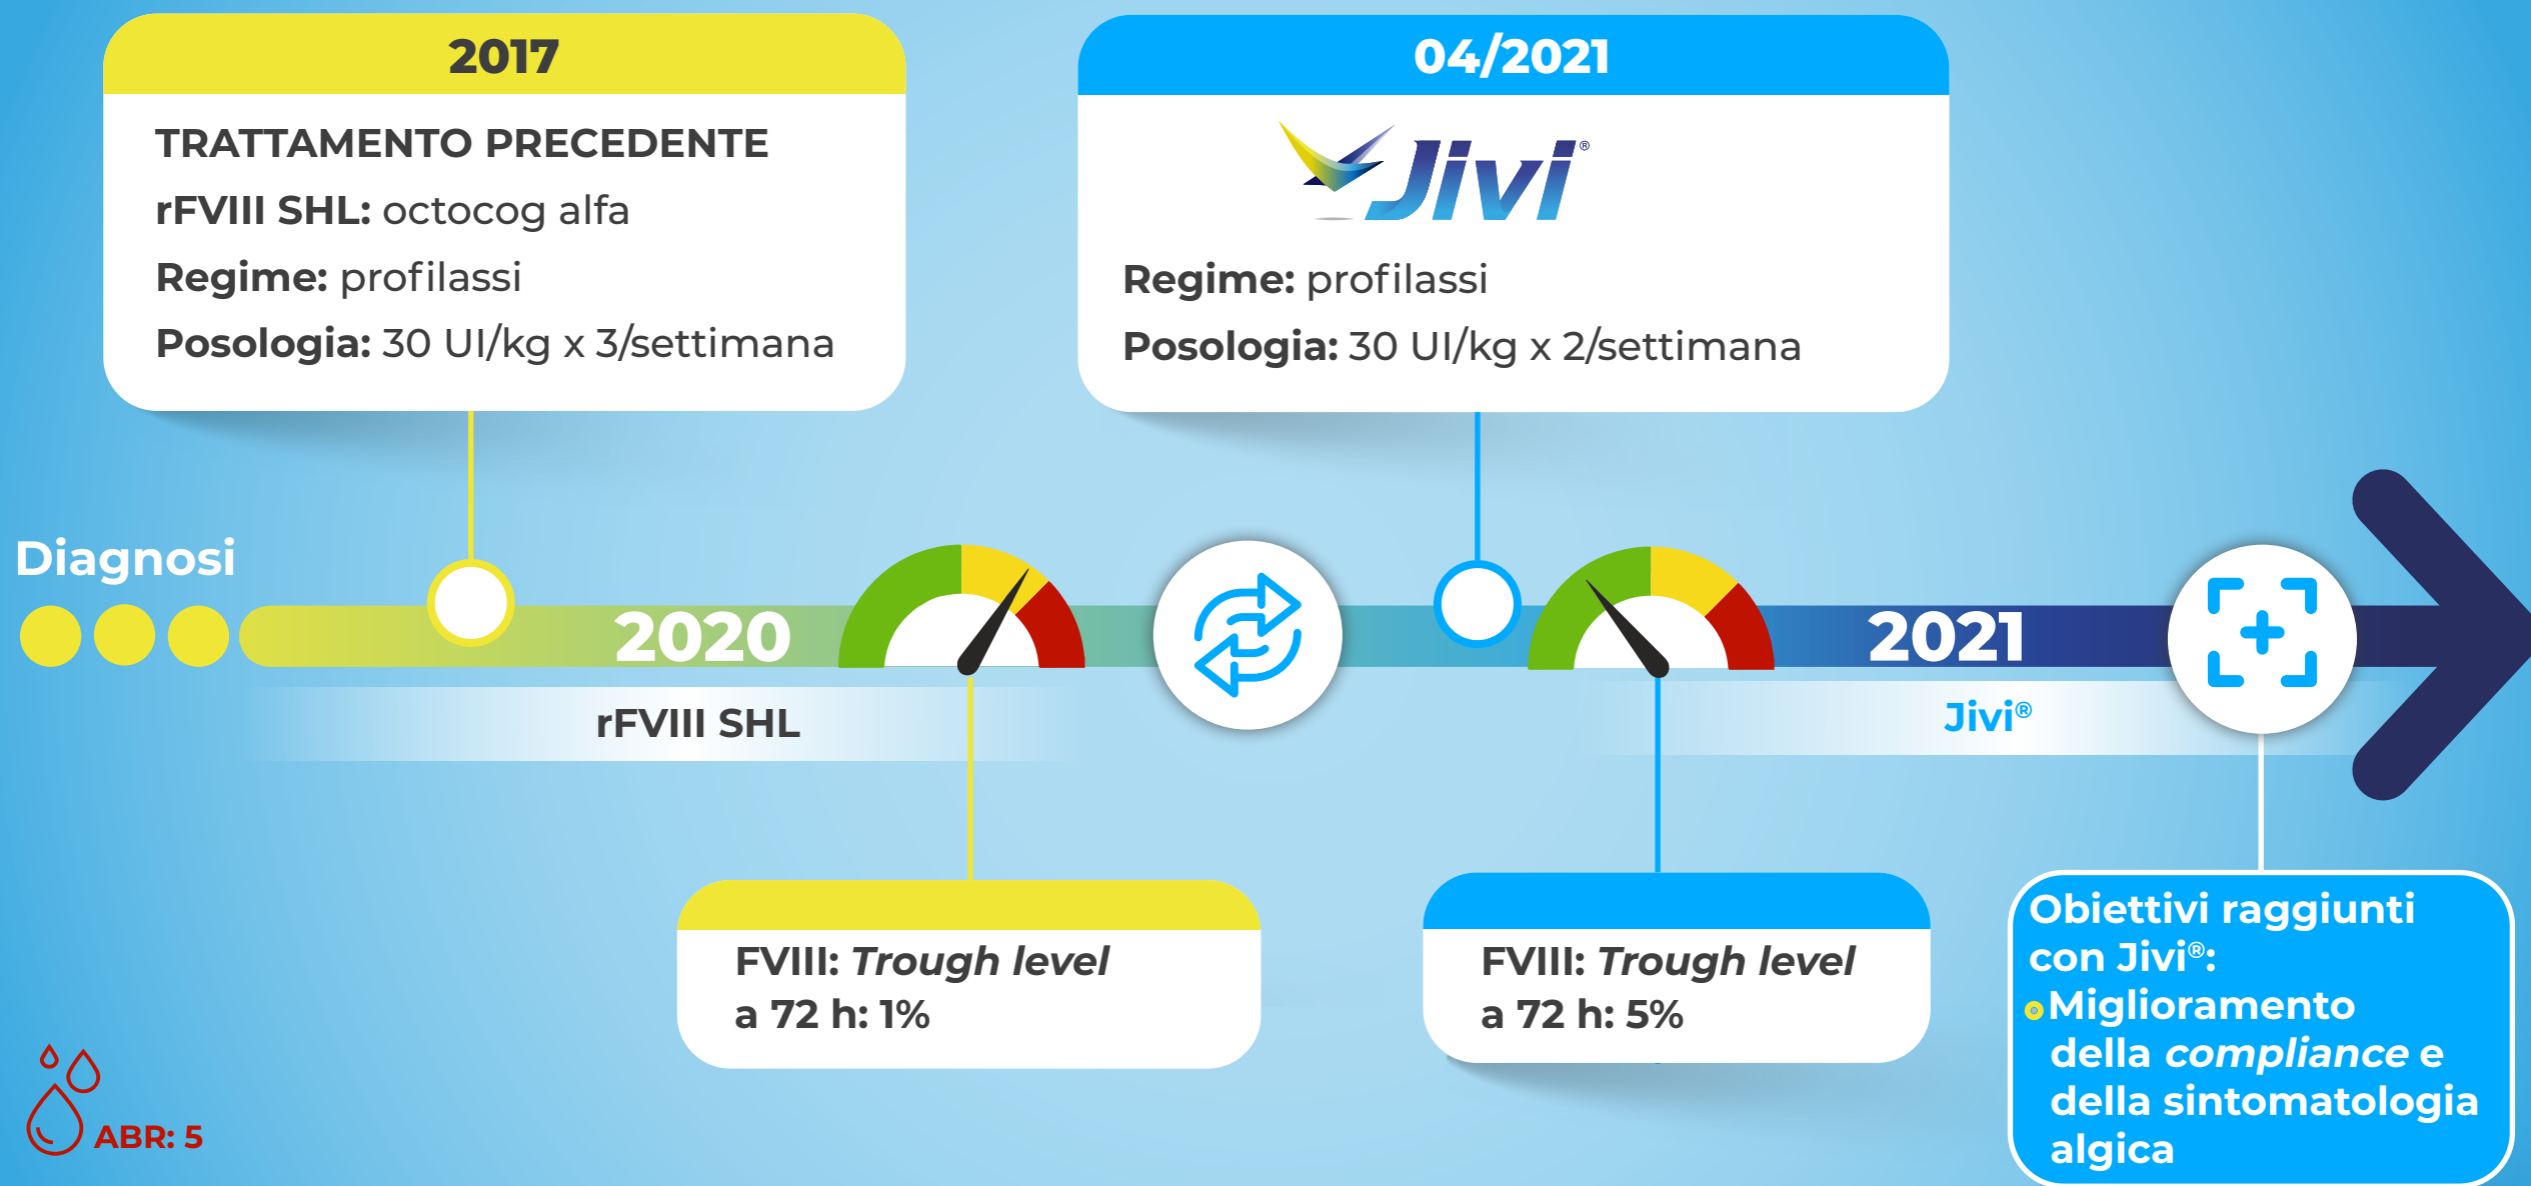 2017
TRATTAMENTO PRECEDENTE
rFVIII SHL: octocog alfa
Regime: profilassi
Posologia: 30 UI/kg x 3/settimana
04/2021
Jivi®
Regime: profilassi
Posologia: 30 UI/kg x 2/settimana
Diagnosi
2020
2021
rFVIII SHL
Jivi®
FVIII: Trough level
a 72 h: 1%
FVIII: Trough level
a 72 h: 5%
Obiettivi raggiunti
con Jivi®:
Miglioramento
della compliance e
della sintomatologia
algica
ABR: 5